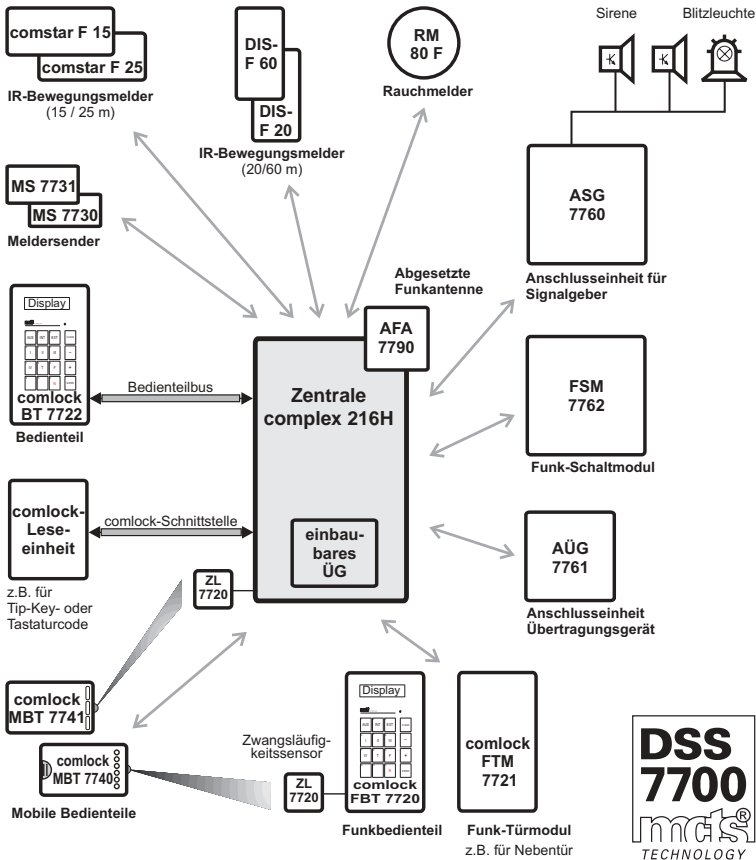 comstar F 15
comstar F 25
IR-Bewegungsmelder
(15 / 25 m)
DIS-
F 60
DIS-
F 20
IR-Bewegungsmelder
(20/60 m)
RM
80 F
Rauchmelder
Sirene
Blitzleuchte
ASG
7760
Anschlusseinheit für
Signalgeber
MS 7731
MS 7730
Meldersender
Abgesetzte
Funkantenne
AFA
7790
Display
comlock
BT 7722
Bedienteil
Bedienteilbus
Zentrale
complex 216H
FSM
7762
Funk-Schaltmodul
comlock-
Lese-
einheit
z.B. für
Tip-Key- oder
Tastaturcode
comlock-Schnittstelle
einbau-
bares
ÜG
ZL
7720
AÜG
7761
Anschlusseinheit
Übertragungsgerät
comlock
MBT 7741
comlock
MBT 7740
Mobile Bedienteile
Zwangsläufig-
keitssensor
ZL
7720
Display
comlock
FBT 7720
Funkbedienteil
comlock
FTM
7721
Funk-Türmodul
z.B. für Nebentür
DSS
7700
mcts®
TECHNOLOGY